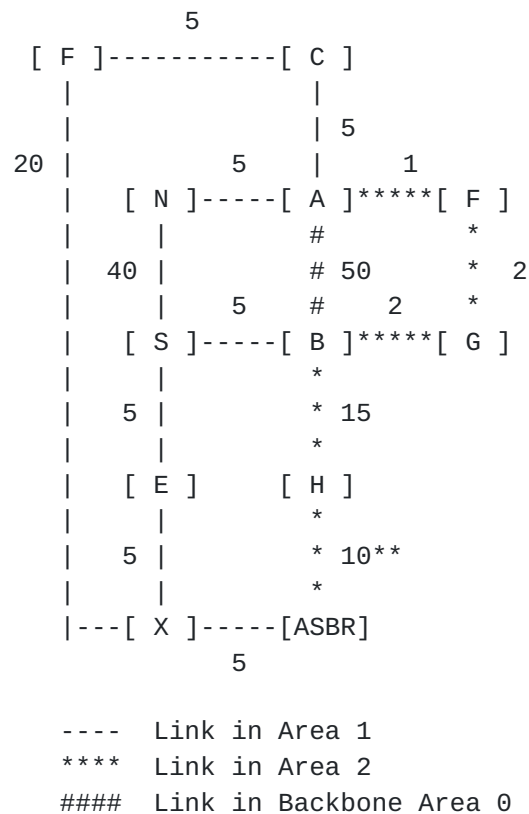 5
   [ F ]-----------[ C ]
     |               |
     |               | 5
  20 |          5    |     1
     |   [ N ]-----[ A ]*****[ F ]
     |     |         #         *
     |  40 |         # 50      *  2
     |     |    5    #    2    *
     |   [ S ]-----[ B ]*****[ G ]
     |     |         *
     |   5 |         * 15
     |     |         *
     |   [ E ]     [ H ]
     |     |         *
     |   5 |         * 10**
     |     |         *
     |---[ X ]-----[ASBR]
                5

     ----  Link in Area 1
     ****  Link in Area 2
     ####  Link in Backbone Area 0